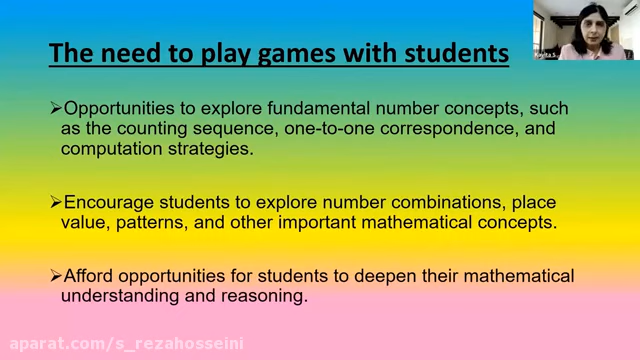 The need to play games with students
Kavita S...
➢Opportunities to explore fundamental number concepts, such
as the counting sequence, one-to-one correspondence, and
computation strategies.
➢Encourage students to explore number combinations, place
value, patterns, and other important mathematical concepts.
➢Afford opportunities for students to deepen their mathematical
understanding and reasoning.
aparat.com/s_rezahosseini